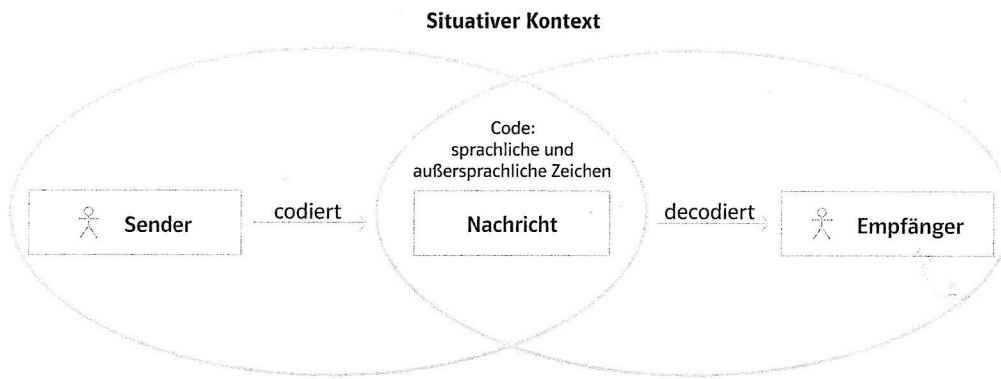 Situativer Kontext
Code:
sprachliche und
außersprachliche Zeichen
Sender
codiert
Nachricht
decodiert
Empfänger